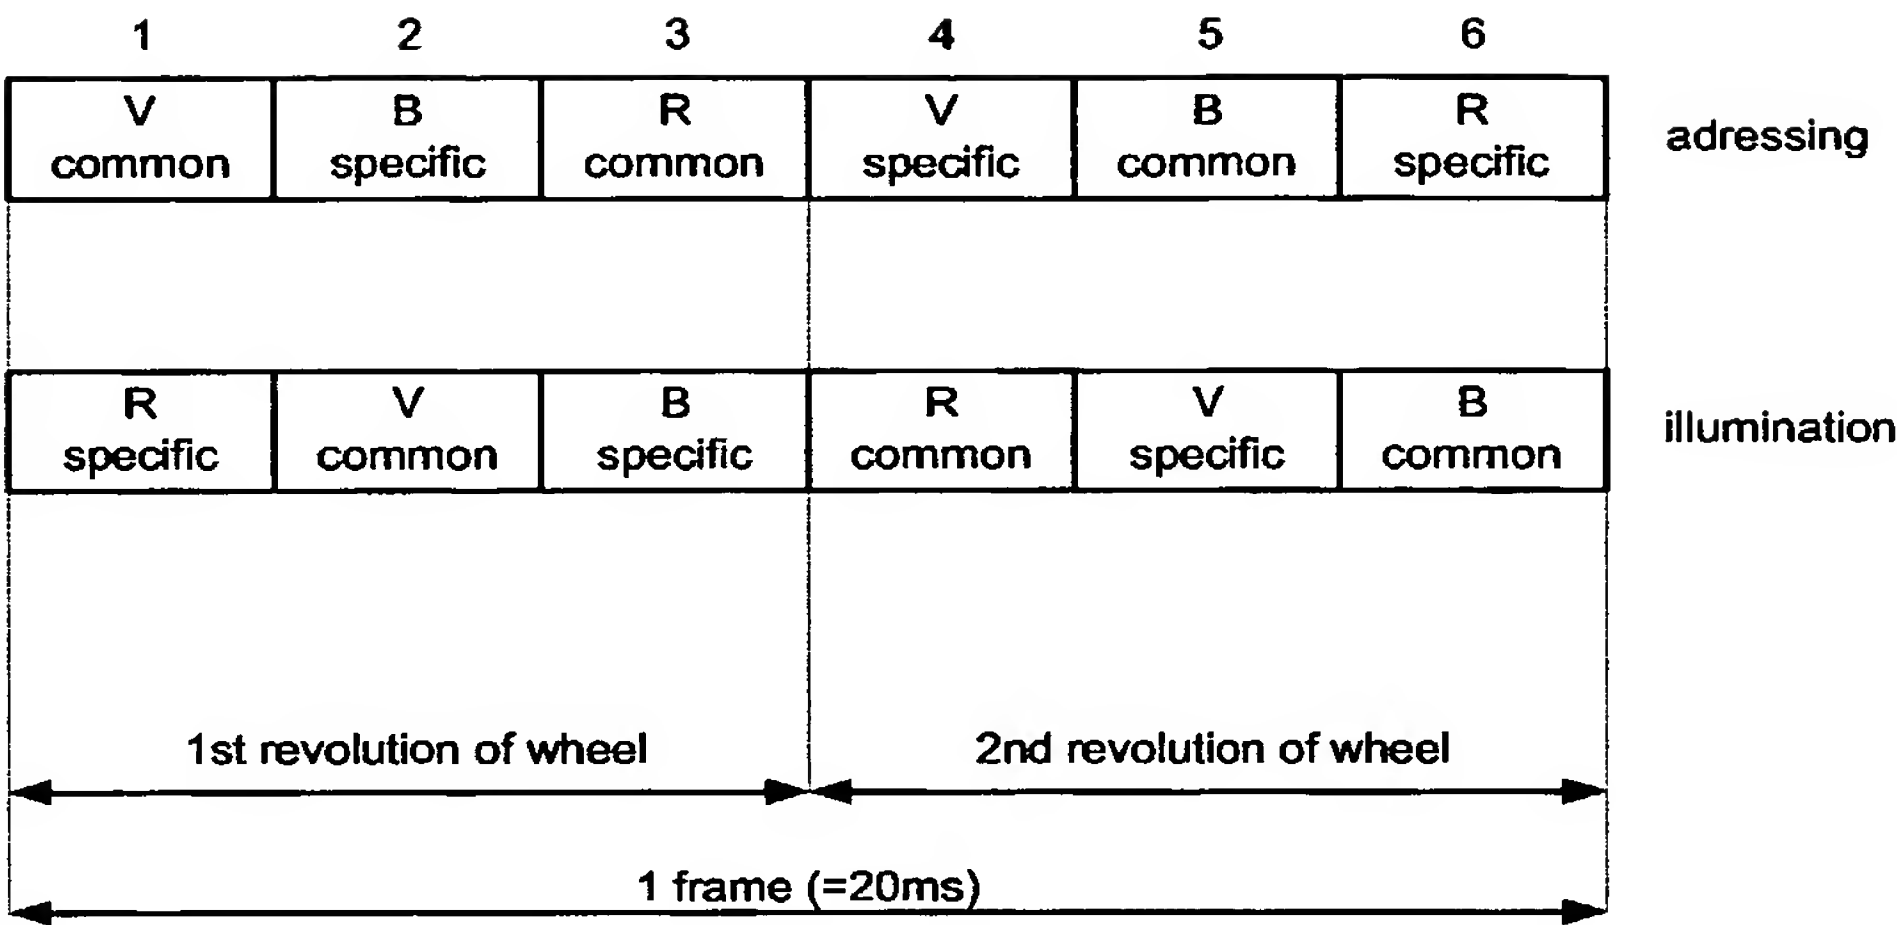 1 2 3 4 5 6
V B R V B R
common specific common specific common specific
adressing
R V B R V B
specific common specific common specific common
illumination
1st revolution of wheel 2nd revolution of wheel
1 frame (=20ms)